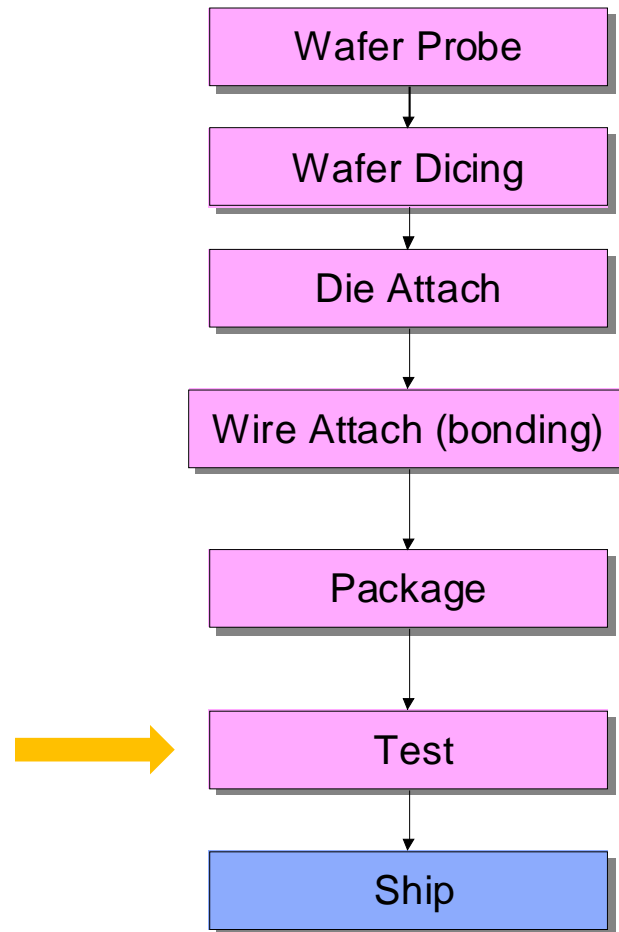 Wafer Probe
Wafer Dicing
Die Attach
Wire Attach (bonding)
Package
Test
Ship